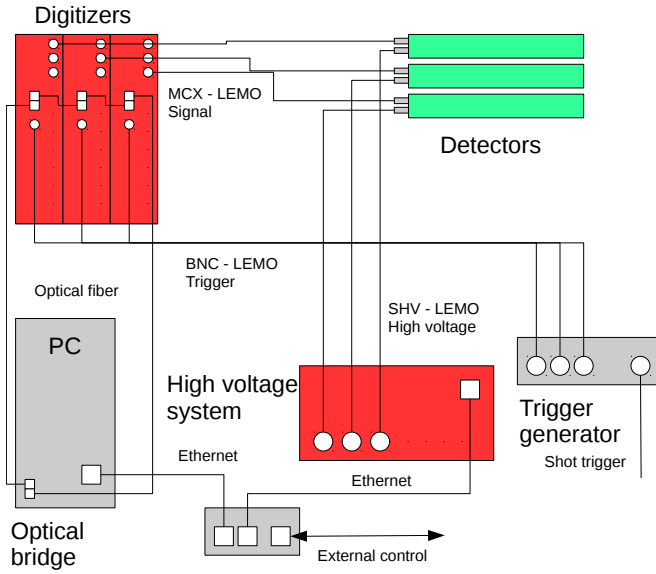 Digitizers
MCX - LEMO
Signal
Detectors
BNC - LEMO
Trigger
Optical fiber
SHV - LEMO
High voltage
PC
High voltage
system
Trigger
generator
Shot trigger
Ethernet
Ethernet
Optical
bridge
External control